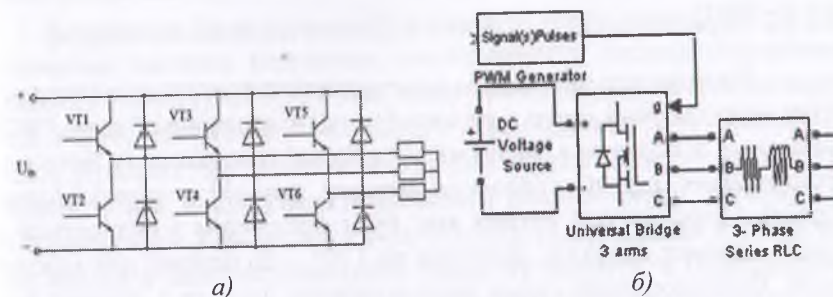 Signal(s)Pulses
PWM Generator
g
+
VT1
VT3
VT5
VT2
VT4
VT6
-
+
DC
Voltage
Source
+
-
A
B
C
A
B
C
A
B
C
Universal Bridge
3 arms
3- Phase
Series RLC
а)
б)